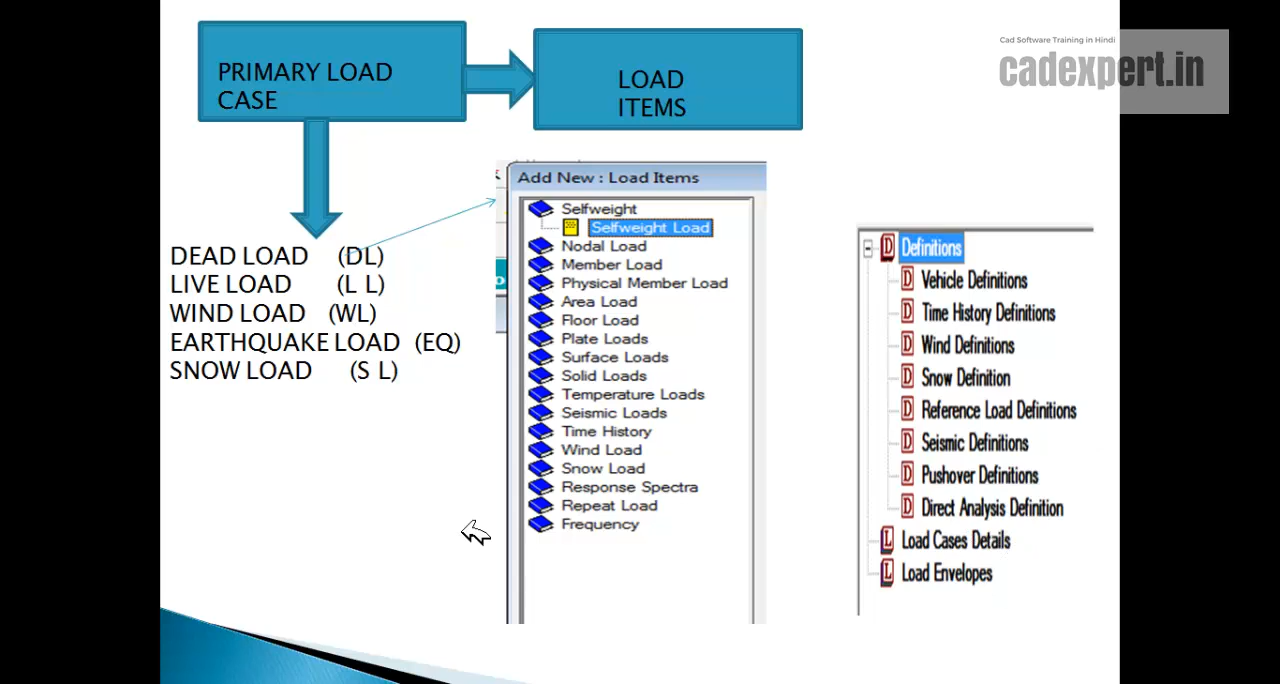 PRIMARY LOAD
CASE
LOAD
ITEMS
Cad Software Training in Hindi
cadexpert.in
DEAD LOAD (DL)
LIVE LOAD (L L)
WIND LOAD (WL)
EARTHQUAKE LOAD (EQ)
SNOW LOAD (S L)
Add New : Load Items
Selfweight
Selfweight Load
Nodal Load
Member Load
Physical Member Load
Area Load
Floor Load
Plate Loads
Surface Loads
Solid Loads
Temperature Loads
Seismic Loads
Time History
Wind Load
Snow Load
Response Spectra
Repeat Load
Frequency
Definitions
Vehicle Definitions
Time History Definitions
Wind Definitions
Snow Definition
Reference Load Definitions
Seismic Definitions
Pushover Definitions
Direct Analysis Definition
Load Cases Details
Load Envelopes